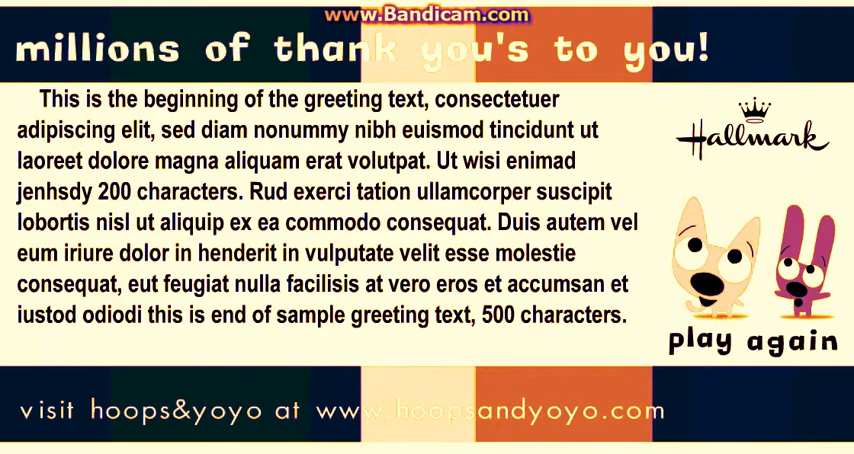 www.Bandicam.com
millions of thank you's to you!
This is the beginning of the greeting text, consectetuer
adipiscing elit, sed diam nonummy nibh euismod tincidunt ut
laoreet dolore magna aliquam erat volutpat. Ut wisi enimad
jenhsdy 200 characters. Rud exerci tation ullamcorper suscipit
lobortis nisl ut aliquip ex ea commodo consequat. Duis autem vel
eum iriure dolor in henderit in vulputate velit esse molestie
consequat, eut feugiat nulla facilisis at vero eros et accumsan et
iustod odiodi this is end of sample greeting text, 500 characters.
Hallmark
play again
visit hoops&yoyo at www.hoopsandyoyo.com